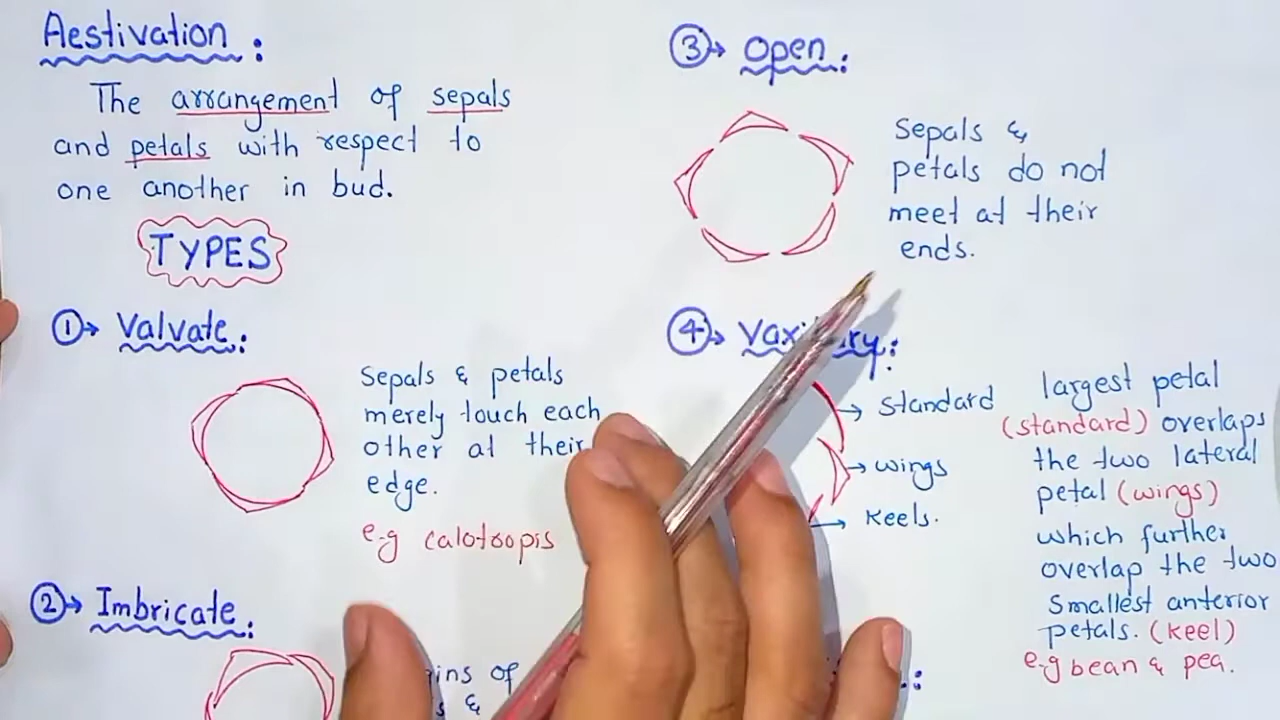 Aestivation :
The arrangement of sepals
and petals with respect to
one another in bud.
TYPES
1→ Valvate :
Sepals & petals
merely touch each
other at their
edge.
e.g calotropis
2→ Imbricate :
of
&
3→ Open :
Sepals &
petals do not
meet at their
ends.
4→
Standard
wings
Keels.
largest petal
(standard) overlaps
the two lateral
petal (wings)
which further
overlap the two
Smallest anterior
petals. (keel)
e.g bean & pea.